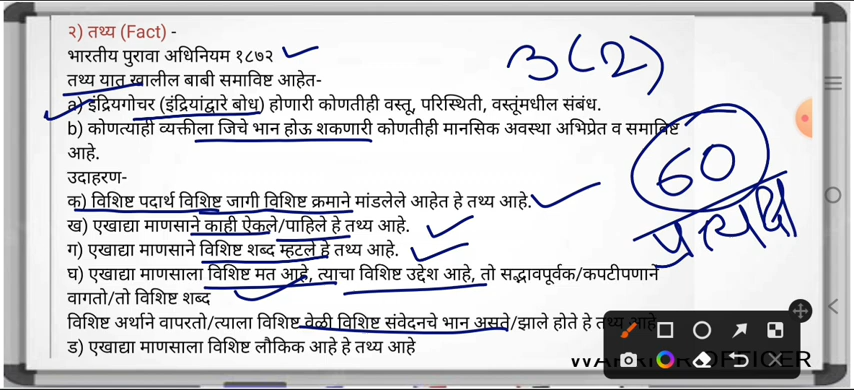 २) तथ्य (Fact) -
3(2)
भारतीय पुरावा अधिनियम १८७२
तथ्य यात खालील बाबी समाविष्ट आहेत-
a) इंद्रियगोचर (इंद्रियांद्वारे बोध) होणारी कोणतीही वस्तू, परिस्थिती, वस्तूंमधील संबंध.
b) कोणत्याही व्यक्तीला जिचे भान होऊ शकणारी कोणतीही मानसिक अवस्था अभिप्रेत व समाविष्ट
आहे.
60
प्रत्यक्ष
उदाहरण-
क) विशिष्ट पदार्थ विशिष्ट जागी विशिष्ट क्रमाने मांडलेले आहेत हे तथ्य आहे.
ख) एखाद्या माणसाने काही ऐकले/पाहिले हे तथ्य आहे.
ग) एखाद्या माणसाने विशिष्ट शब्द म्हटले हे तथ्य आहे.
घ) एखाद्या माणसाला विशिष्ट मत आहे, त्याचा विशिष्ट उद्देश आहे, तो सद्भावपूर्वक/कपटीपणाने
वागतो/तो विशिष्ट शब्द
विशिष्ट अर्थाने वापरतो/त्याला विशिष्ट वेळी विशिष्ट संवेदनचे भान असते/झाले होते हे तथ्य आहे
ड) एखाद्या माणसाला विशिष्ट लौकिक आहे हे तथ्य आहे